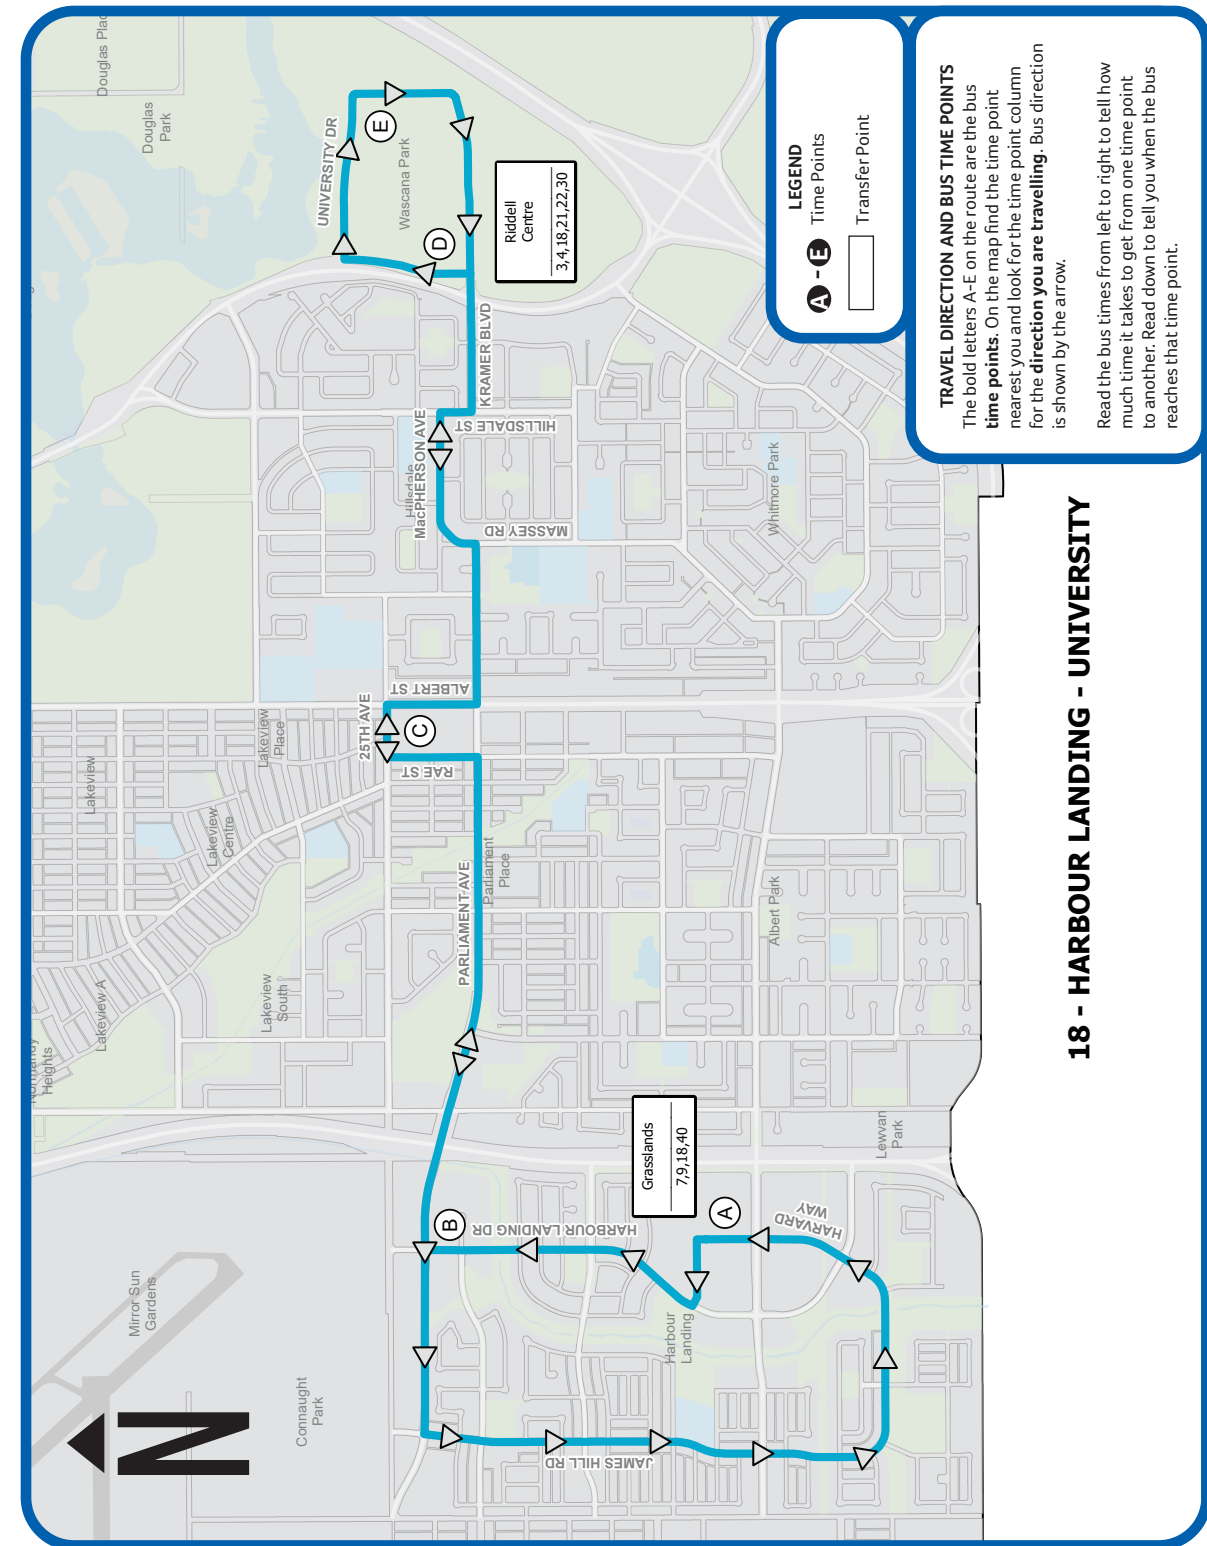 Douglas Plac
Douglas
Park
UNIVERSITY DR
E
Wascana Park
D
Riddell
Centre
3,4,18,21,22,30
KRAMER BLVD
HILLSDALE ST
MacPHERSON AVE
Hillsdale
MASSEY RD
Whitmore Park
ALBERT ST
25TH AVE
C
RAE ST
Lakeview
Place
Lakeview
Lakeview
Centre
PARLIAMENT AVE
Parliament
Place
Albert Park
Lakeview
South
Lakeview A
Normandy
Heights
Lewvan
Park
Grasslands
7,9,18,40
A
B
HARBOUR LANDING DR
HARVARD
WAY
Harbour
Landing
JAMES HILL RD
Mirror Sun
Gardens
Connaught
Park
N
LEGEND
A - E Time Points
Transfer Point
TRAVEL DIRECTION AND BUS TIME POINTS
The bold letters A–E on the route are the bus
time points. On the map find the time point
nearest you and look for the time point column
for the direction you are travelling. Bus direction
is shown by the arrow.
Read the bus times from left to right to tell how
much time it takes to get from one time point
to another. Read down to tell you when the bus
reaches that time point.
18 - HARBOUR LANDING - UNIVERSITY